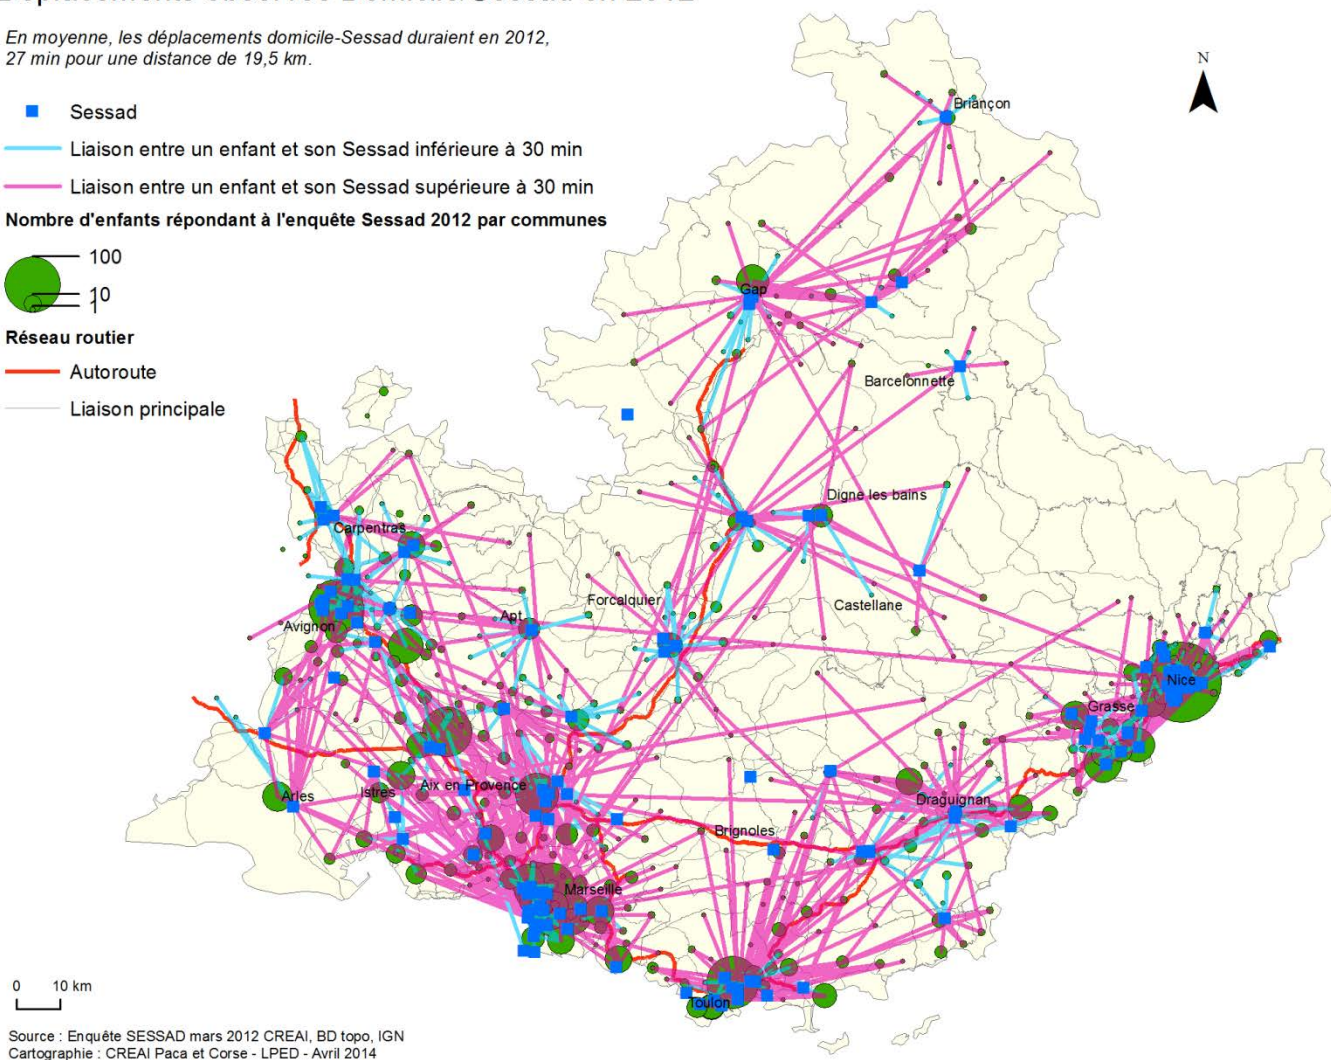 En moyenne, les déplacements domicile-Sessad duraient en 2012,
27 min pour une distance de 19,5 km.
Sessad
Liaison entre un enfant et son Sessad inférieure à 30 min
Liaison entre un enfant et son Sessad supérieure à 30 min
Nombre d'enfants répondant à l'enquête Sessad 2012 par communes
100
10
1
Réseau routier
Autoroute
Liaison principale
N
Briançon
Gap
Barcelonnette
Digne les bains
Carpentras
Forcalquier
Castellane
Apt
Avignon
Nice
Grasse
Aix en Provence
Istres
Arles
Draguignan
Brignoles
Marseille
Toulon
0 10 km
Source : Enquête SESSAD mars 2012 CREAI, BD topo, IGN
Cartographie : CREAI Paca et Corse - LPED - Avril 2014